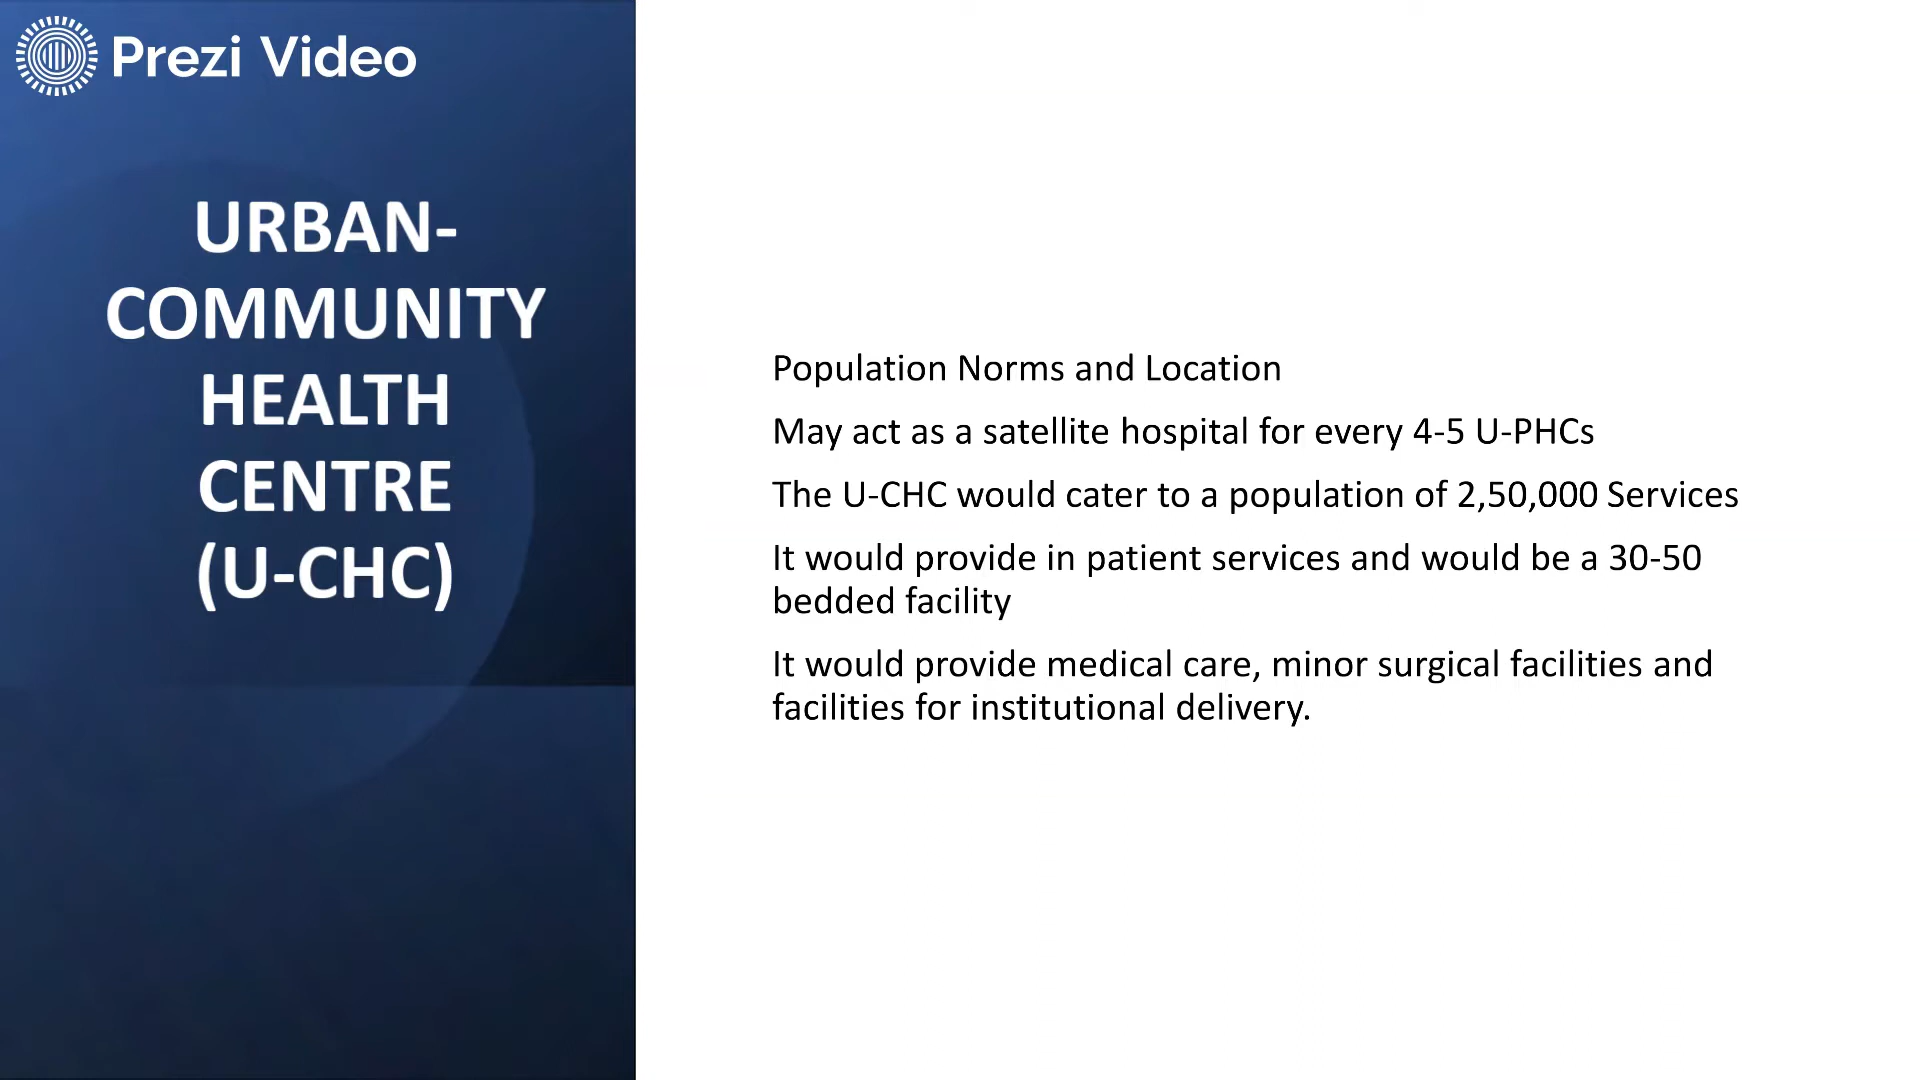 Prezi Video
URBAN-
COMMUNITY
HEALTH
CENTRE
(U-CHC)
Population Norms and Location
May act as a satellite hospital for every 4-5 U-PHCs
The U-CHC would cater to a population of 2,50,000 Services
It would provide in patient services and would be a 30-50
bedded facility
It would provide medical care, minor surgical facilities and
facilities for institutional delivery.